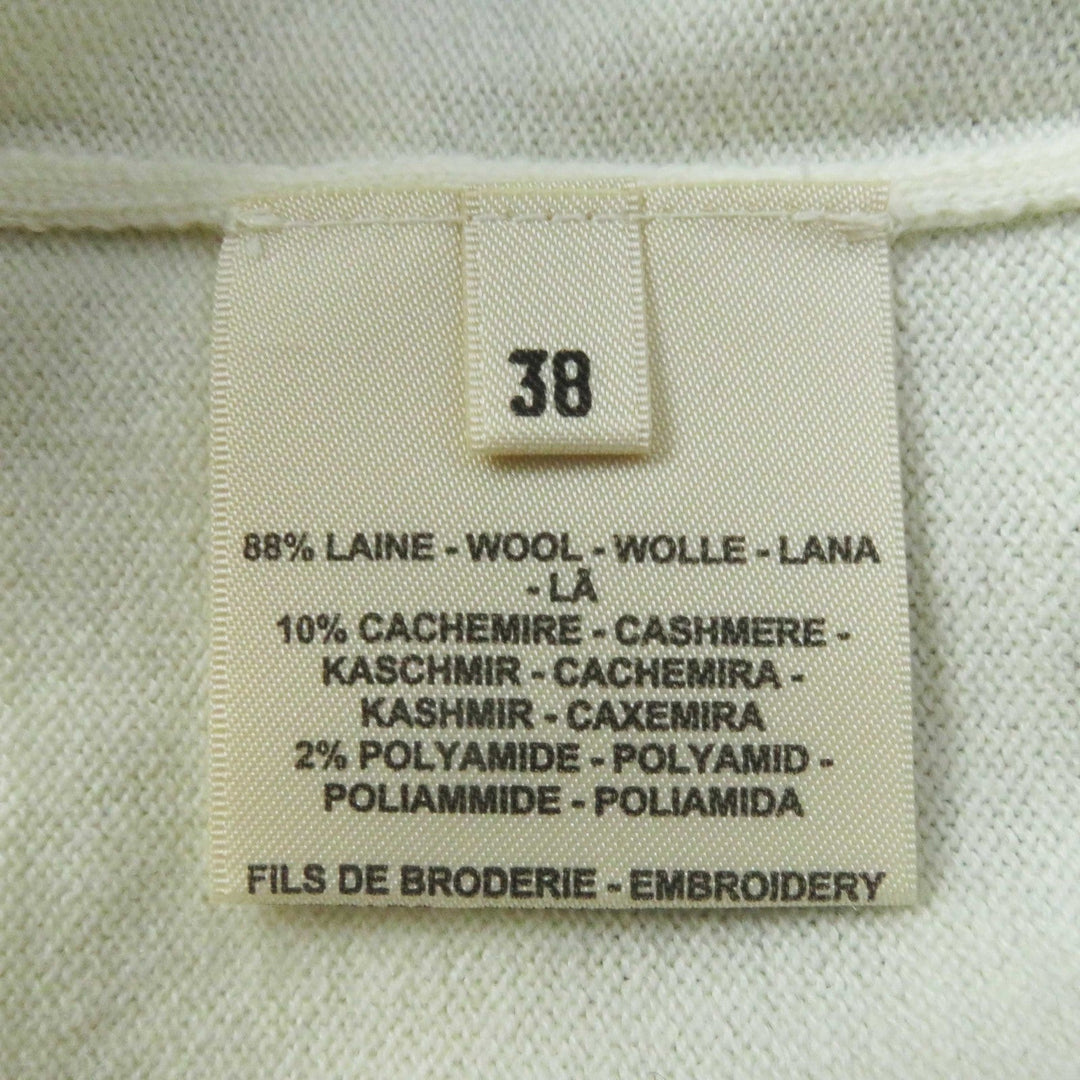 38
88% LAINE - WOOL - WOLLE - LANA
- LÃ
10% CACHEMIRE - CASHMERE -
KASCHMIR - CACHEMIRA -
KASHMIR - CAXEMIRA
2% POLYAMIDE - POLYAMID -
POLIAMMIDE - POLIAMIDA
FILS DE BRODERIE - EMBROIDERY